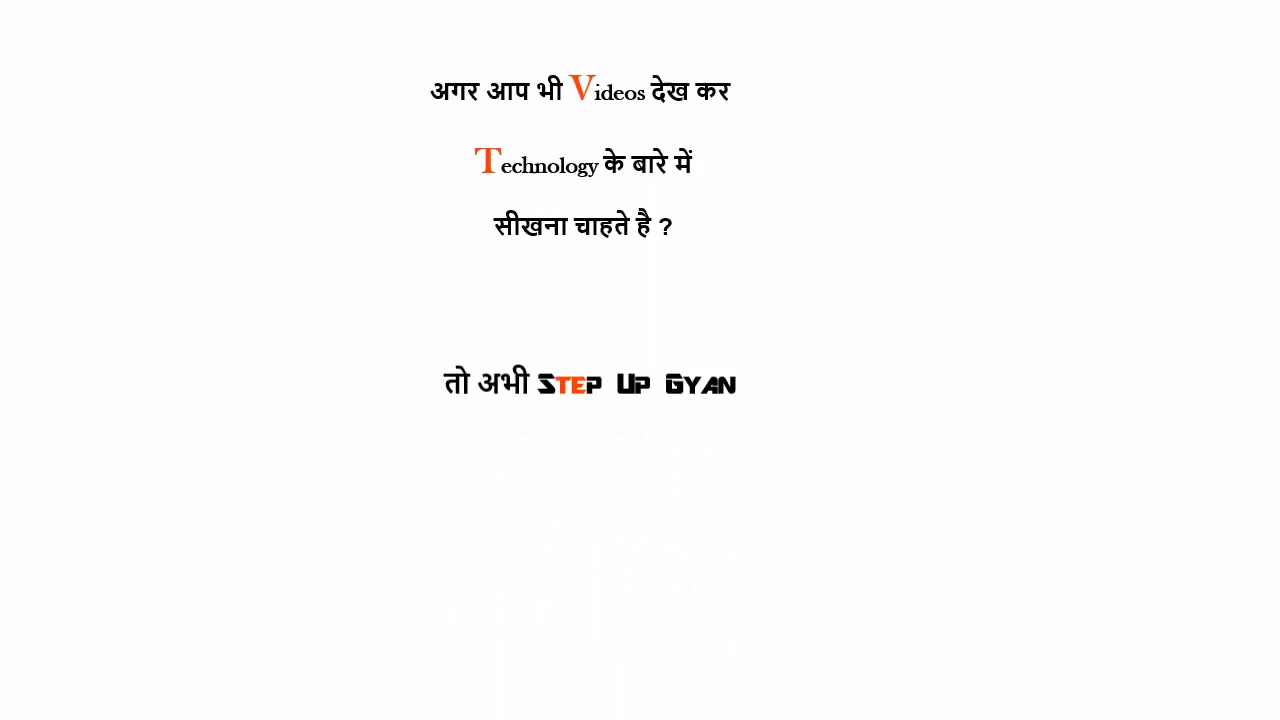 अगर आप भी Videos देख कर
Technology के बारे में
सीखना चाहते है ?
तो अभी Step Up Gyan